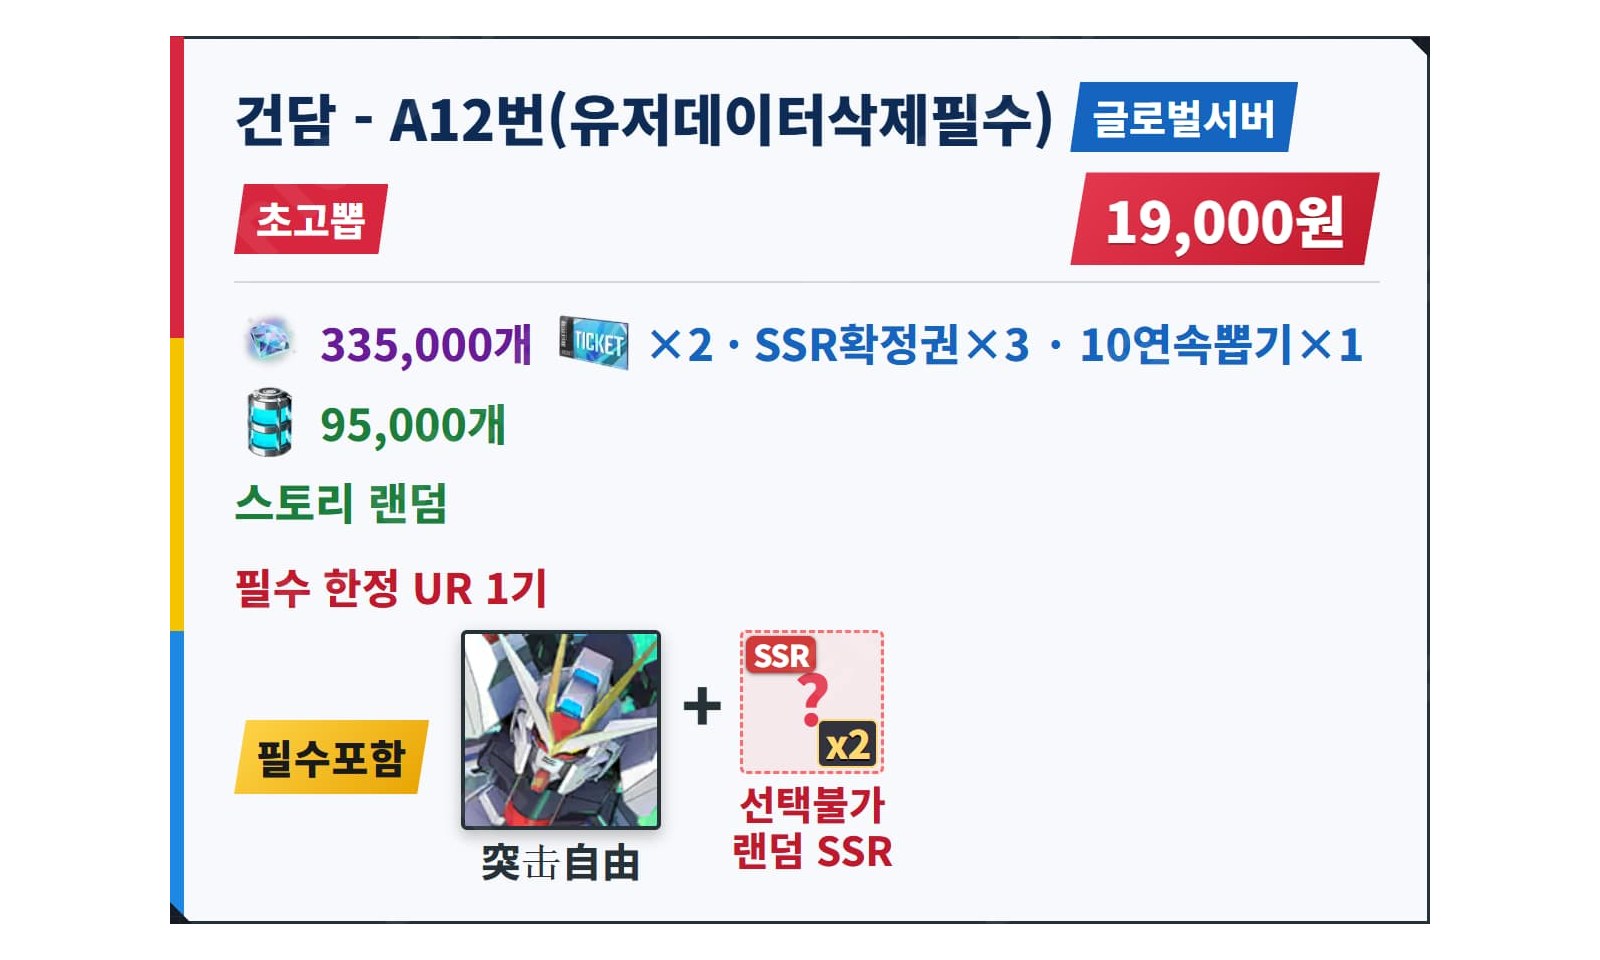 건담 - A12번(유저데이터삭제필수) 글로벌서버
초고뽑 19,000원
335,000개 TICKET ×2 · SSR확정권×3 · 10연속뽑기×1
95,000개
스토리 랜덤
필수 한정 UR 1기
필수포함 + SSR ? x2
突击自由 선택불가
랜덤 SSR